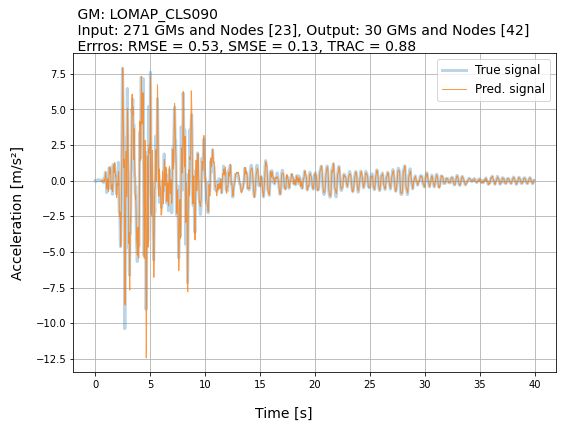 GM: LOMAP_CLS090
Input: 271 GMs and Nodes [23], Output: 30 GMs and Nodes [42]
Erros: RMSE = 0.53, SMSE = 0.13, TRAC = 0.88
True signal
Pred. signal
7.5
5.0
2.5
0.0
−2.5
−5.0
−7.5
−10.0
−12.5
Acceleration [m/s²]
0 5 10 15 20 25 30 35 40
Time [s]